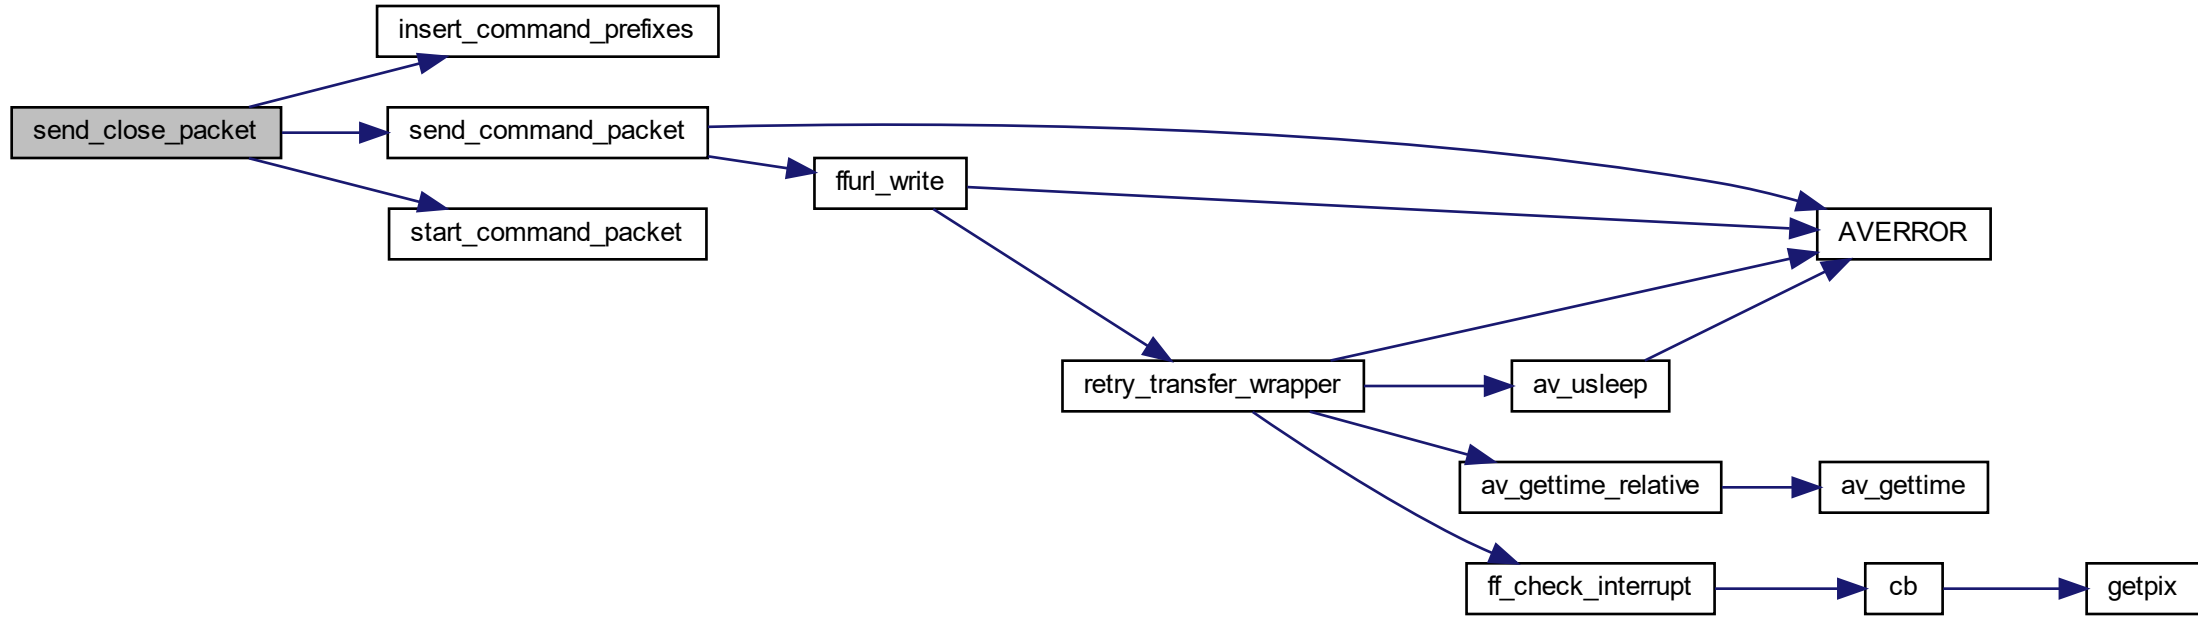 insert_command_prefixes
send_close_packet
send_command_packet
ffurl_write
start_command_packet
AVERROR
retry_transfer_wrapper
av_usleep
av_gettime_relative
av_gettime
ff_check_interrupt
cb
getpix